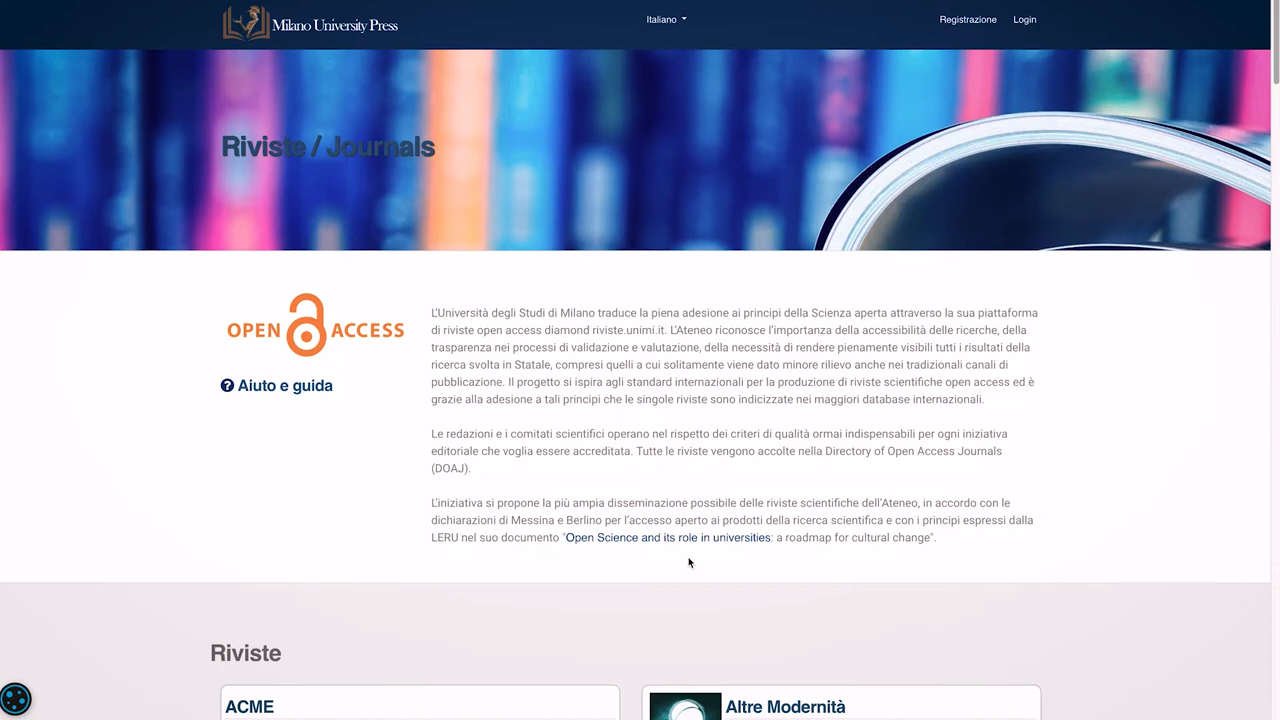 Milano University Press
Italiano
Registrazione
Login
Riviste / Journals
OPEN ACCESS
Aiuto e guida
L'Università degli Studi di Milano traduce la piena adesione ai principi della Scienza aperta attraverso la sua piattaforma
di riviste open access diamond riviste.unimi.it. L'Ateneo riconosce l'importanza della accessibilità delle ricerche, della
trasparenza nei processi di validazione e valutazione, della necessità di rendere pienamente visibili tutti i risultati della
ricerca svolta in Statale, compresi quelli a cui solitamente viene dato minore rilievo anche nei tradizionali canali di
pubblicazione. Il progetto si ispira agli standard internazionali per la produzione di riviste scientifiche open access ed è
grazie alla adesione a tali principi che le singole riviste sono indicizzate nei maggiori database internazionali.
Le redazioni e i comitati scientifici operano nel rispetto dei criteri di qualità ormai indispensabili per ogni iniziativa
editoriale che voglia essere accreditata. Tutte le riviste vengono accolte nella Directory of Open Access Journals
(DOAJ).
L'iniziativa si propone la più ampia disseminazione possibile delle riviste scientifiche dell'Ateneo, in accordo con le
dichiarazioni di Messina e Berlino per l'accesso aperto ai prodotti della ricerca scientifica e con i principi espressi dalla
LERU nel suo documento "Open Science and its role in universities: a roadmap for cultural change".
Riviste
ACME
Altre Modernità